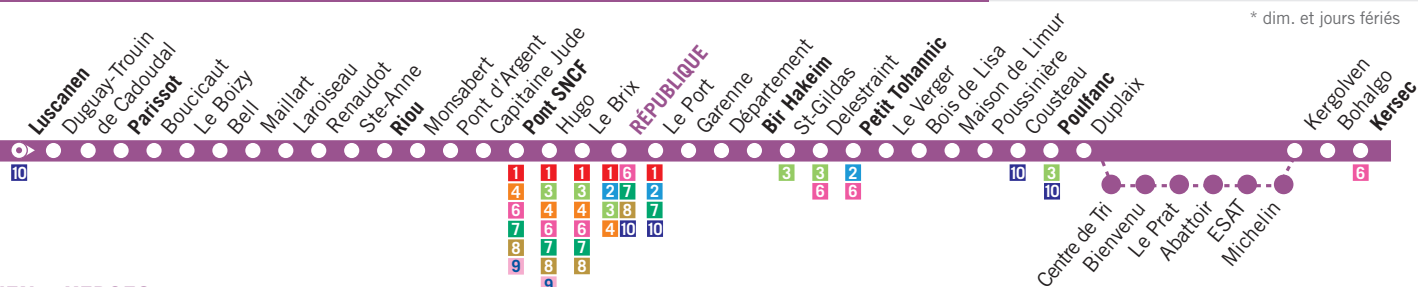 * dim. et jours fériés
Luscanen
Duguay-Trouin
de Cadoudal
Parissot
Boucicaut
Le Boizy
Bell
Maillart
Laroiseau
Renaudot
Ste-Anne
Riou
Monsabert
Pont d'Argent
Capitaine Jude
Pont SNCF
Hugo
Le Brix
RÉPUBLIQUE
Le Port
Garenne
Département
Bir Hakeim
St-Gildas
Delestraint
Petit Tohannic
Le Verger
Bois de Lisa
Maison de Limur
Poussinière
Cousteau
Poulfanc
Duplaix
Kergolven
Bohalgo
Kersec
10
1
4
6
7
8
9
1
3
4
6
7
8
9
1
3
4
6
7
8
1 6
2 7
3 8
4 10
1
2
7
10
3
3
6
2
6
10
3
10
6
Centre de Tri
Bienvenu
Le Prat
Abattoir
ESAT
Michelin